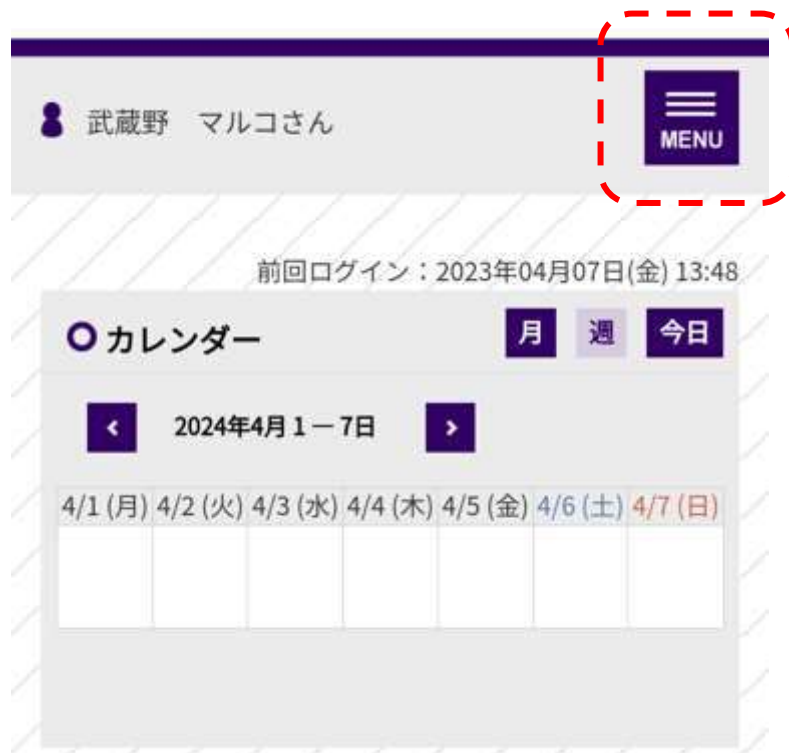 武蔵野　マルコさん
MENU
前回ログイン：2023年04月07日(金) 13:48
カレンダー 月 週 今日
2024年4月 1 — 7日
4/1 (月) 4/2 (火) 4/3 (水) 4/4 (木) 4/5 (金) 4/6 (土) 4/7 (日)